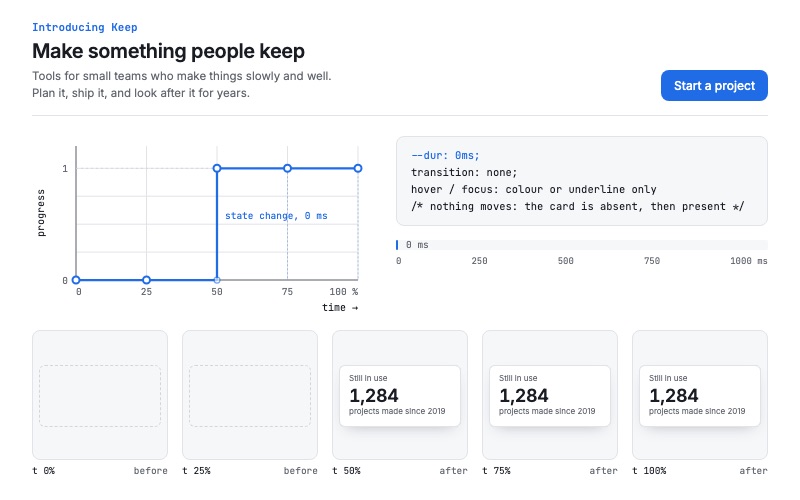 Introducing Keep
Make something people keep
Tools for small teams who make things slowly and well.
Plan it, ship it, and look after it for years.
Start a project
1
progress
state change, 0 ms
0
0 25 50 75 100 %
time →
--dur: 0ms;
transition: none;
hover / focus: colour or underline only
/* nothing moves: the card is absent, then present */
0 ms
0 250 500 750 1000 ms
Still in use
1,284
projects made since 2019
Still in use
1,284
projects made since 2019
Still in use
1,284
projects made since 2019
t 0% before
t 25% before
t 50% after
t 75% after
t 100% after